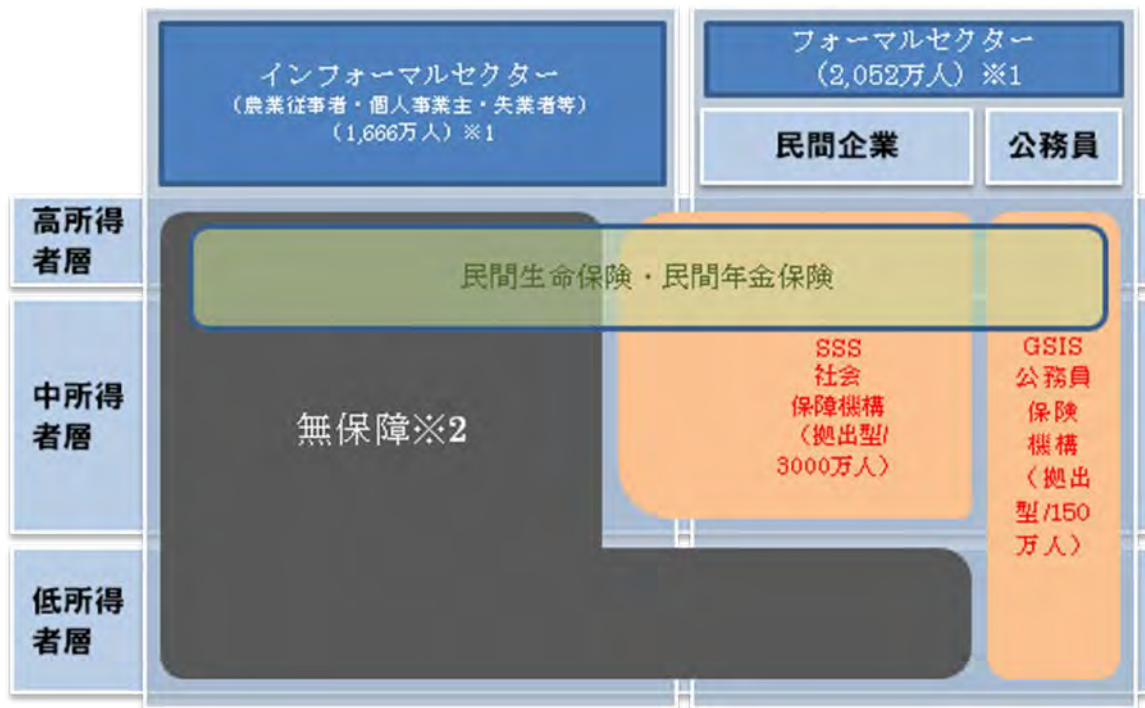 インフォーマルセクター
（農業従事者・個人事業主・失業者等）
（1,666万人）※1
フォーマルセクター
（2,052万人）※1
民間企業
公務員
高所得
者層
民間生命保険・民間年金保険
中所得
者層
無保障※2
SSS
社会
保障機構
（拠出型/
3000万人）
GSIS
公務員
保険
機構
（拠出
型/150
万人）
低所得
者層